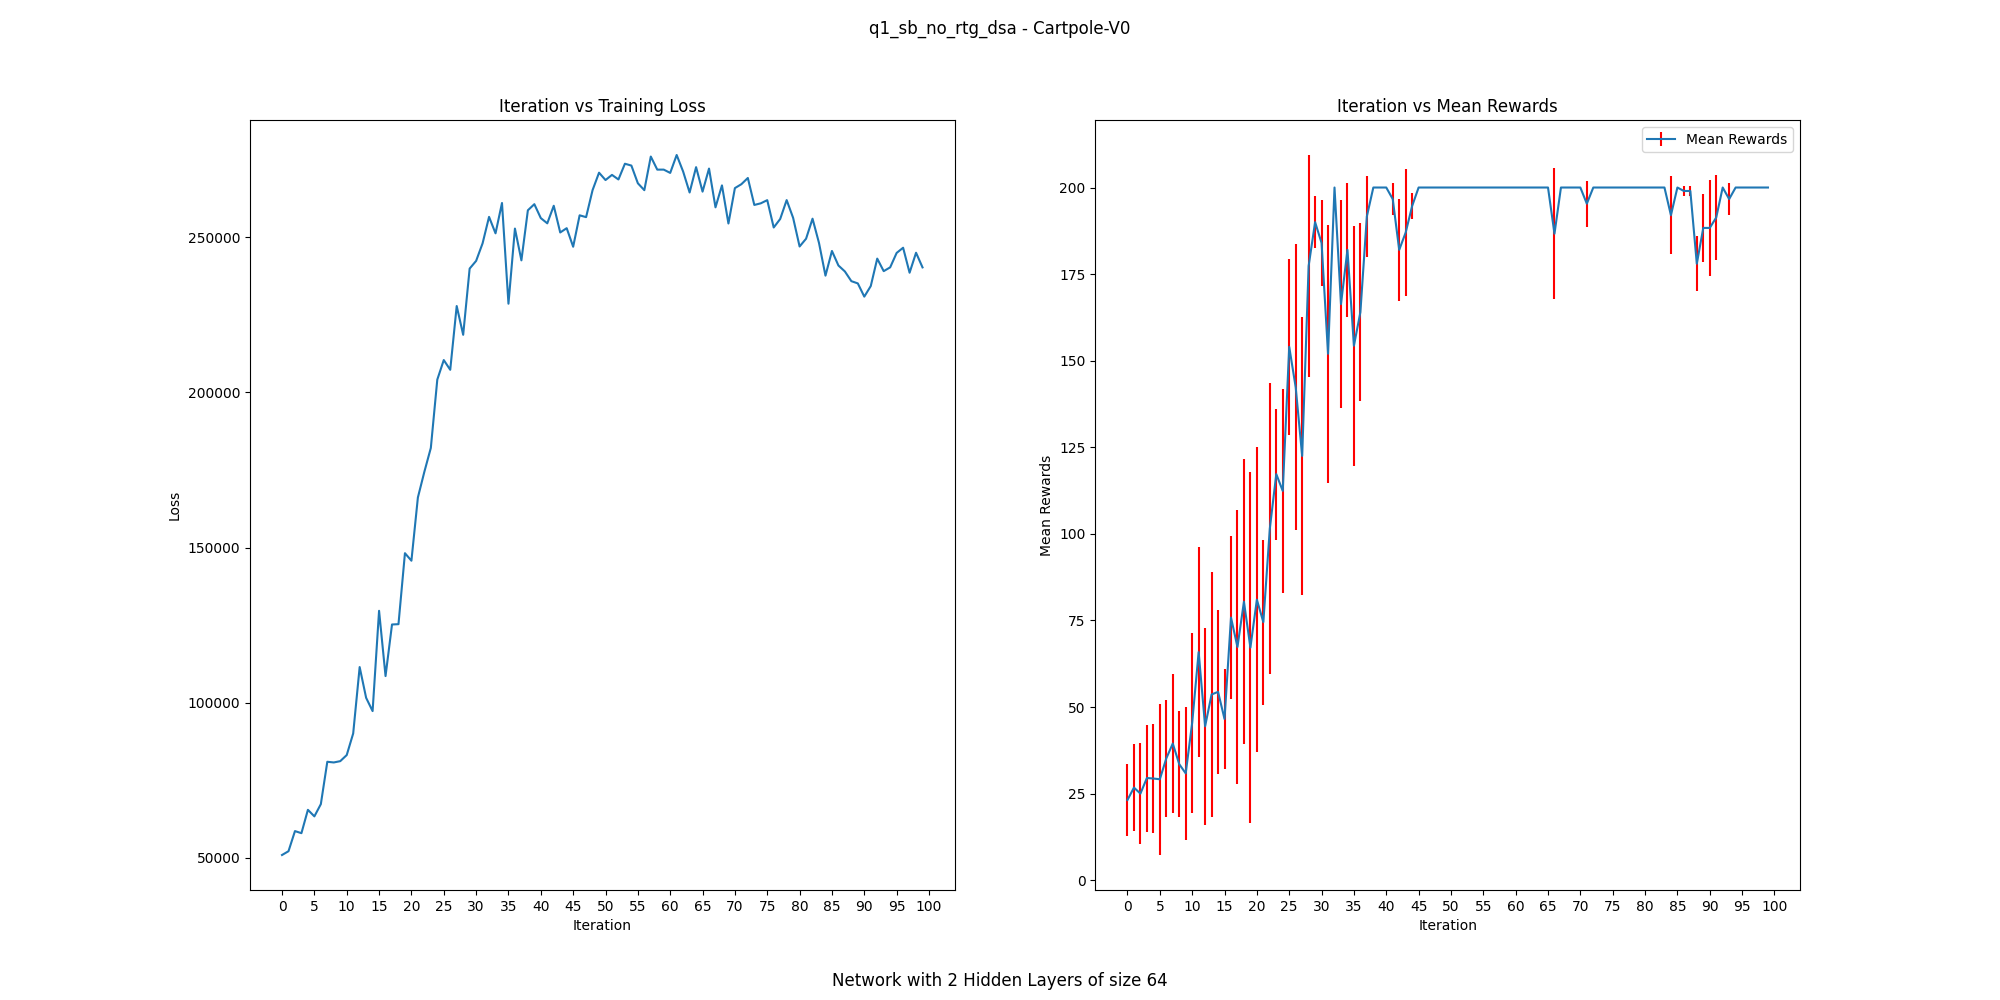 q1_sb_no_rtg_dsa - Cartpole-V0
Iteration vs Training Loss
Loss
250000
200000
150000
100000
50000
0 5 10 15 20 25 30 35 40 45 50 55 60 65 70 75 80 85 90 95 100
Iteration
Iteration vs Mean Rewards
Mean Rewards
Mean Rewards
200
175
150
125
100
75
50
25
0
0 5 10 15 20 25 30 35 40 45 50 55 60 65 70 75 80 85 90 95 100
Iteration
Network with 2 Hidden Layers of size 64